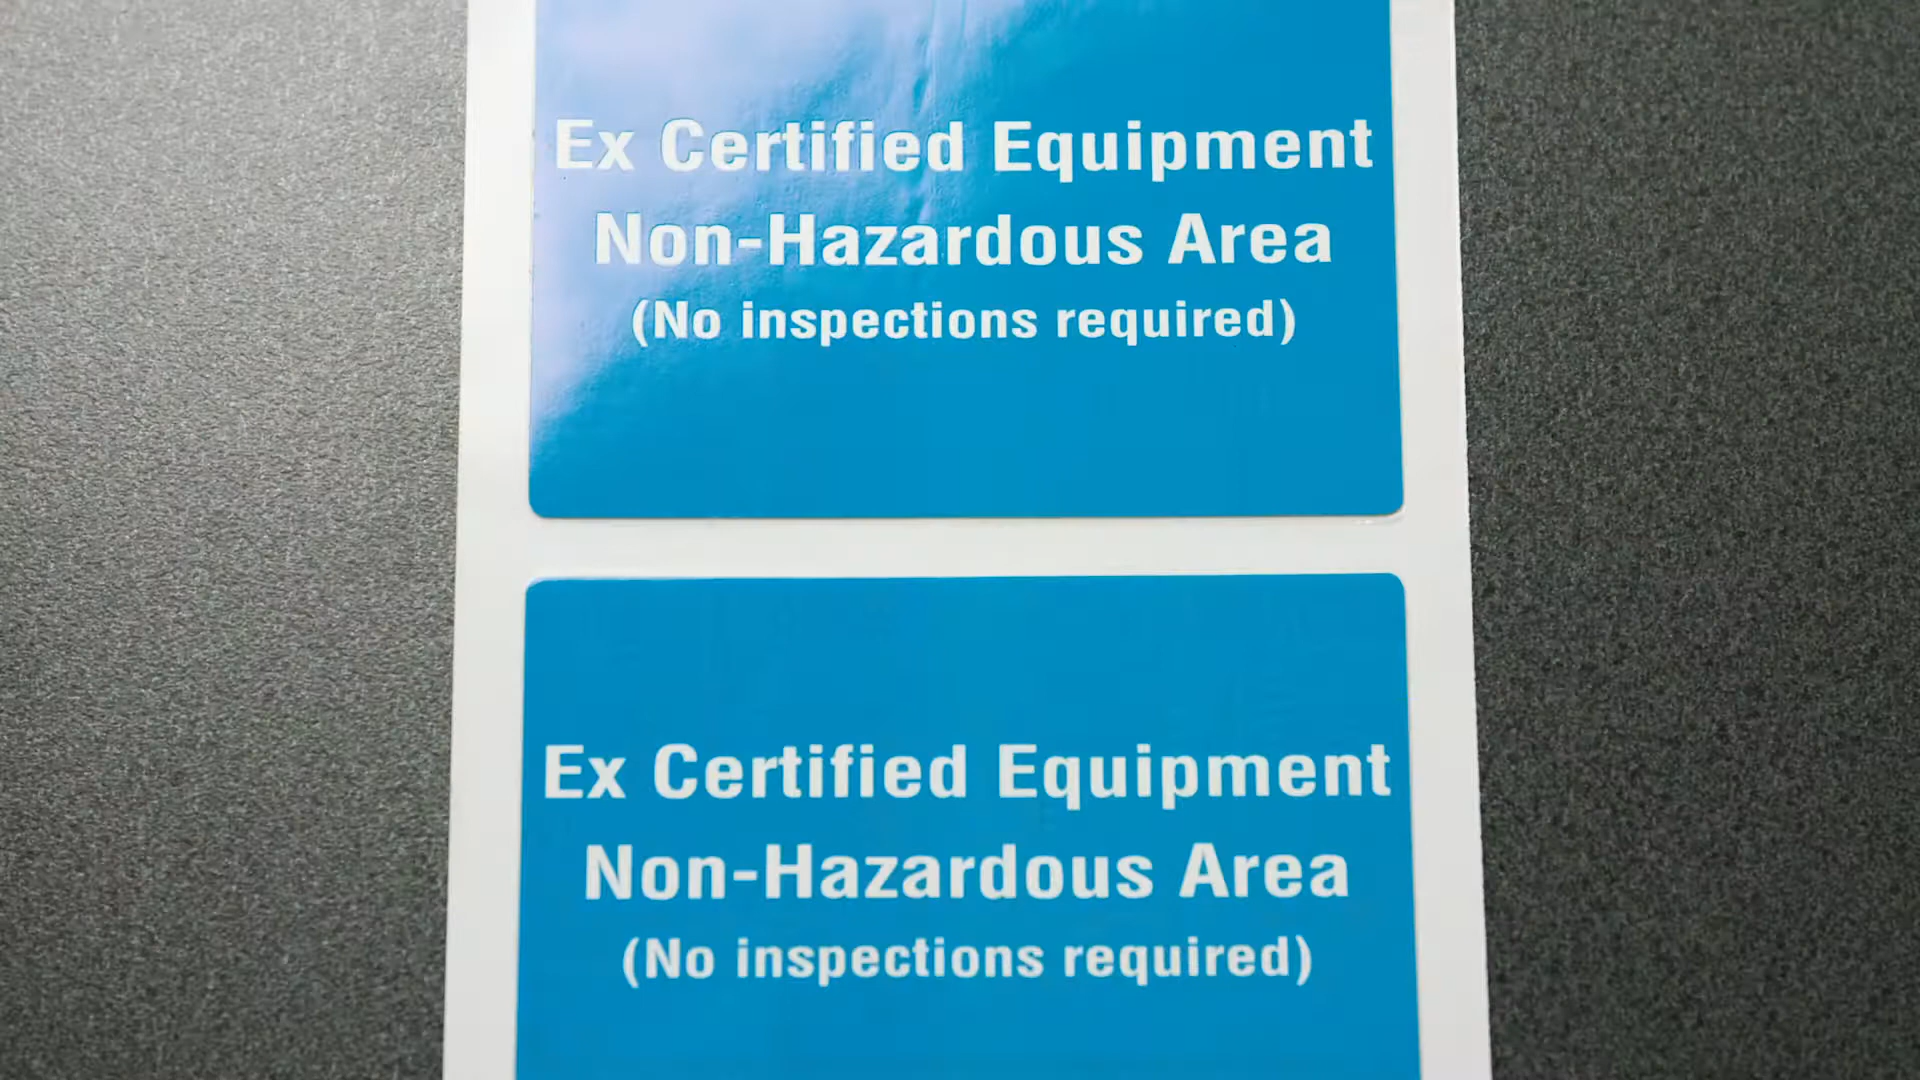 Ex Certified Equipment
Non-Hazardous Area
(No inspections required)
Ex Certified Equipment
Non-Hazardous Area
(No inspections required)